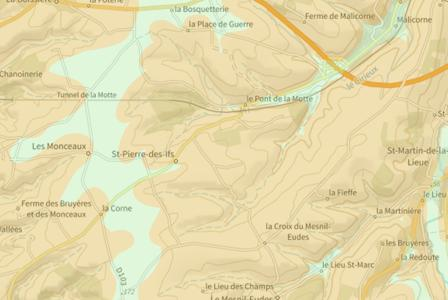 la Bosquetterie
la Place de Guerre
Ferme de Malicorne
Malicorne
Chanoinerie
Tunnel de la Motte
le Pont de la Motte
St-Martin-de-la-
Lieue
Les Monceaux
St-Pierre-des-Ifs
la Fieffe
la Martinière
Ferme des Bruyères
et des Monceaux
la Corne
la Croix du Mesnil-
Eudes
les Bruyères
la Redoute
le Lieu St-Marc
D103
172
le Lieu des Champs